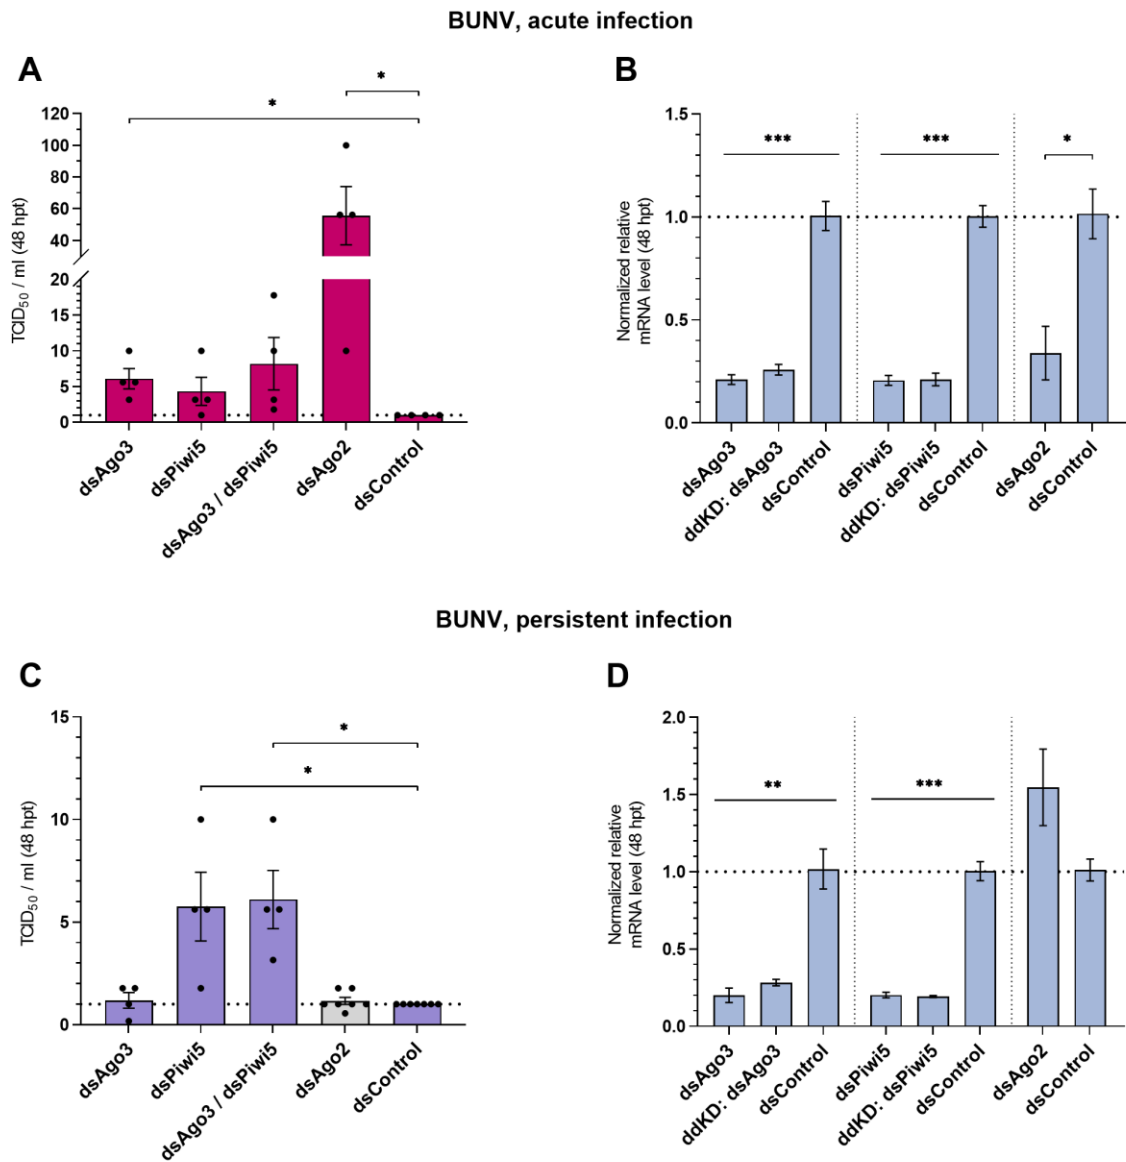 BUNV, acute infection
A
B
*
*
120
100
80
60
40
20
15
10
5
0
TCID50 / ml (48 hpt)
dsAgo3
dsPiwi5
dsAgo3 / dsPiwi5
dsAgo2
dsControl
1.5
1.0
0.5
0.0
Normalized relative
mRNA level (48 hpt)
***
***
*
dsAgo3
ddKD: dsAgo3
dsControl
dsPiwi5
ddKD: dsPiwi5
dsControl
dsAgo2
dsControl
BUNV, persistent infection
C
D
15
10
5
0
TCID50 / ml (48 hpt)
*
*
dsAgo3
dsPiwi5
dsAgo3 / dsPiwi5
dsAgo2
dsControl
2.0
1.5
1.0
0.5
0.0
Normalized relative
mRNA level (48 hpt)
**
***
dsAgo3
ddKD: dsAgo3
dsControl
dsPiwi5
ddKD: dsPiwi5
dsControl
dsAgo2
dsControl